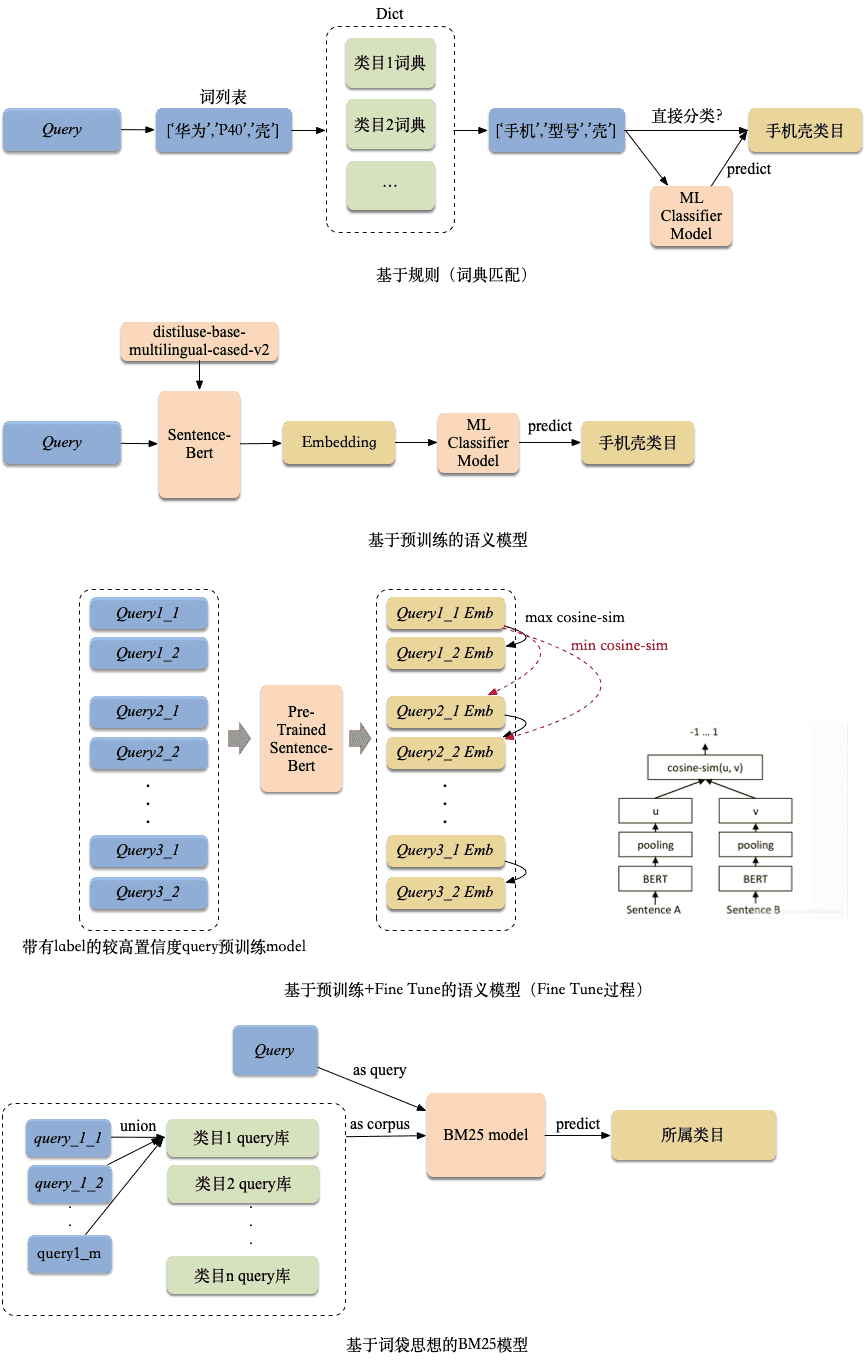 Dict
类目1词典
词列表
Query
['华为','P40','壳']
类目2词典
['手机','型号','壳']
直接分类?
手机壳类目
…
predict
ML
Classifier
Model
基于规则（词典匹配）
distiluse-base-
multilingual-cased-v2
Query
Sentence-
Bert
Embedding
ML
Classifier
Model
predict
手机壳类目
基于预训练的语义模型
Query1_1
Query1_2
Query2_1
Query2_2
Query3_1
Query3_2
Pre-
Trained
Sentence-
Bert
Query1_1 Emb
Query1_2 Emb
Query2_1 Emb
Query2_2 Emb
Query3_1 Emb
Query3_2 Emb
max cosine-sim
min cosine-sim
-1 ... 1
cosine-sim(u, v)
u
v
pooling
pooling
BERT
BERT
Sentence A
Sentence B
带有label的较高置信度query预训练model
基于预训练+Fine Tune的语义模型（Fine Tune过程）
Query
as query
query_1_1
union
类目1 query库
as corpus
BM25 model
predict
所属类目
query_1_2
类目2 query库
query1_m
类目n query库
基于词袋思想的BM25模型